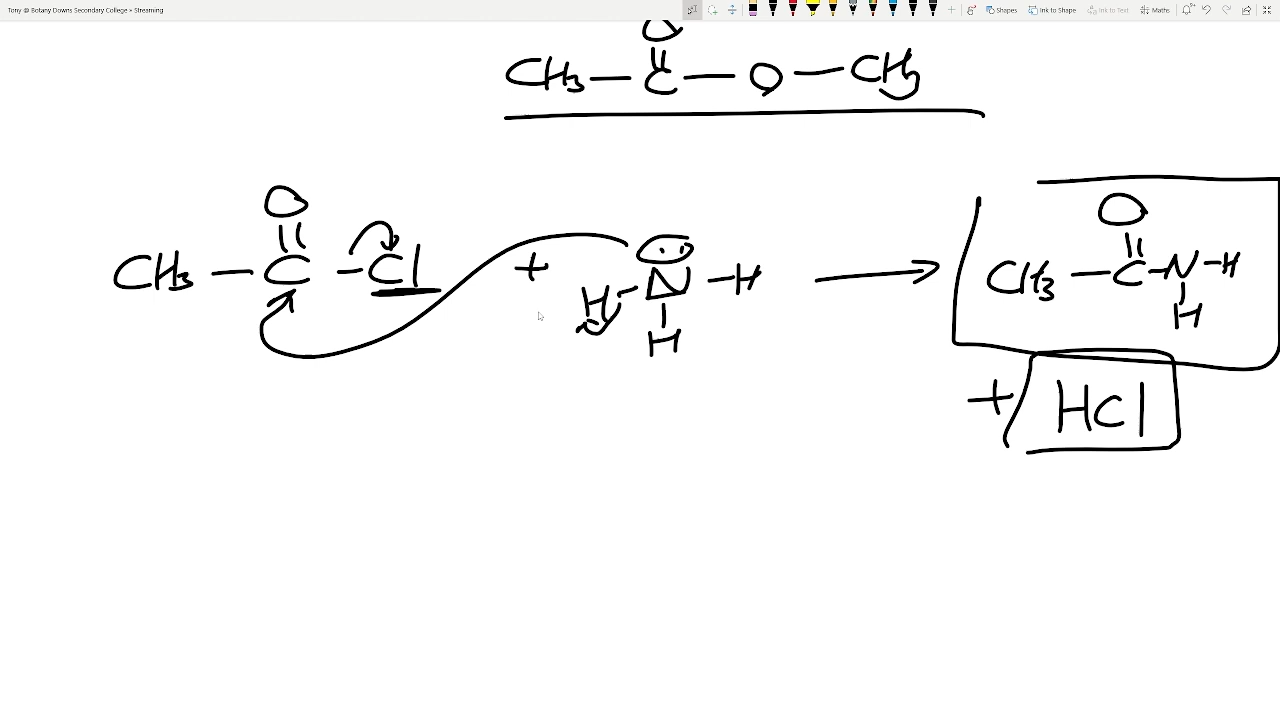 Tony @ Botany Downs Secondary College » Streaming
Shapes Ink to Shape Ink to Text Maths
O
CH3 — C — O — CH3
O O
CH3 — C — Cl + H — N — H → CH3 — C — N — H
H H
+ HCl